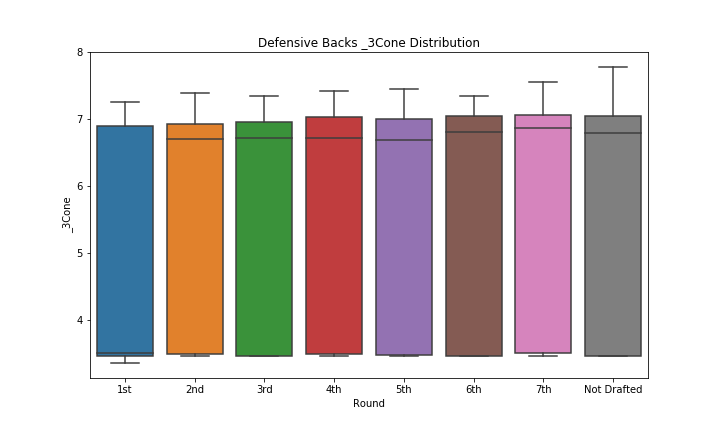 Defensive Backs _3Cone Distribution
8
7
6
5
4
_3Cone
1st 2nd 3rd 4th 5th 6th 7th Not Drafted
Round